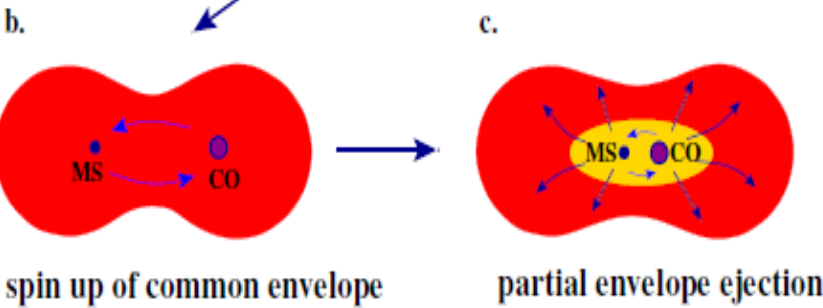 b.
c.
MS
CO
MS
CO
spin up of common envelope
partial envelope ejection